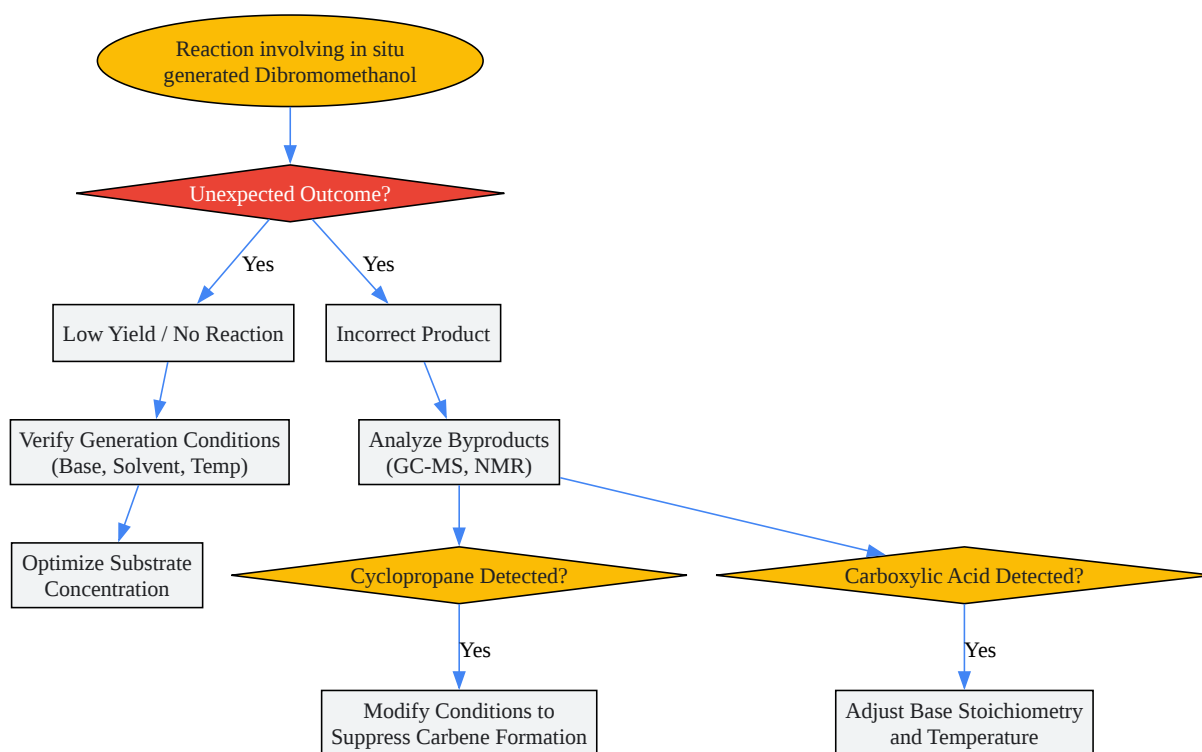 Reaction involving in situ
generated Dibromomethanol
Unexpected Outcome?
Yes
Yes
Low Yield / No Reaction
Incorrect Product
Verify Generation Conditions
(Base, Solvent, Temp)
Analyze Byproducts
(GC-MS, NMR)
Optimize Substrate
Concentration
Cyclopropane Detected?
Carboxylic Acid Detected?
Yes
Yes
Modify Conditions to
Suppress Carbene Formation
Adjust Base Stoichiometry
and Temperature